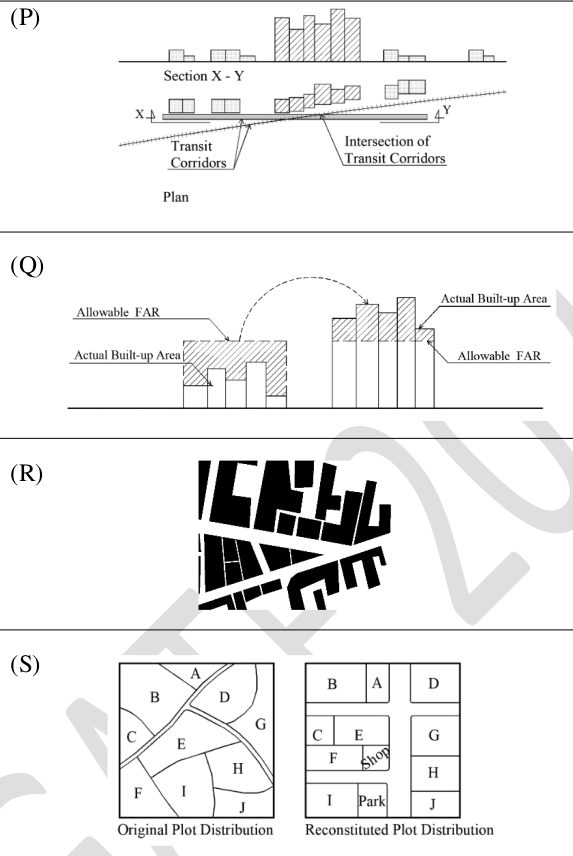 (P)
Section X - Y
X
Y
Transit
Corridors
Intersection of
Transit Corridors
Plan
(Q)
Allowable FAR
Actual Built-up Area
Actual Built-up Area
Allowable FAR
(R)
(S)
A
B
D
C
G
E
H
F
I
J
Original Plot Distribution
B
A
D
C
E
G
F
Shop
H
I
Park
J
Reconstituted Plot Distribution